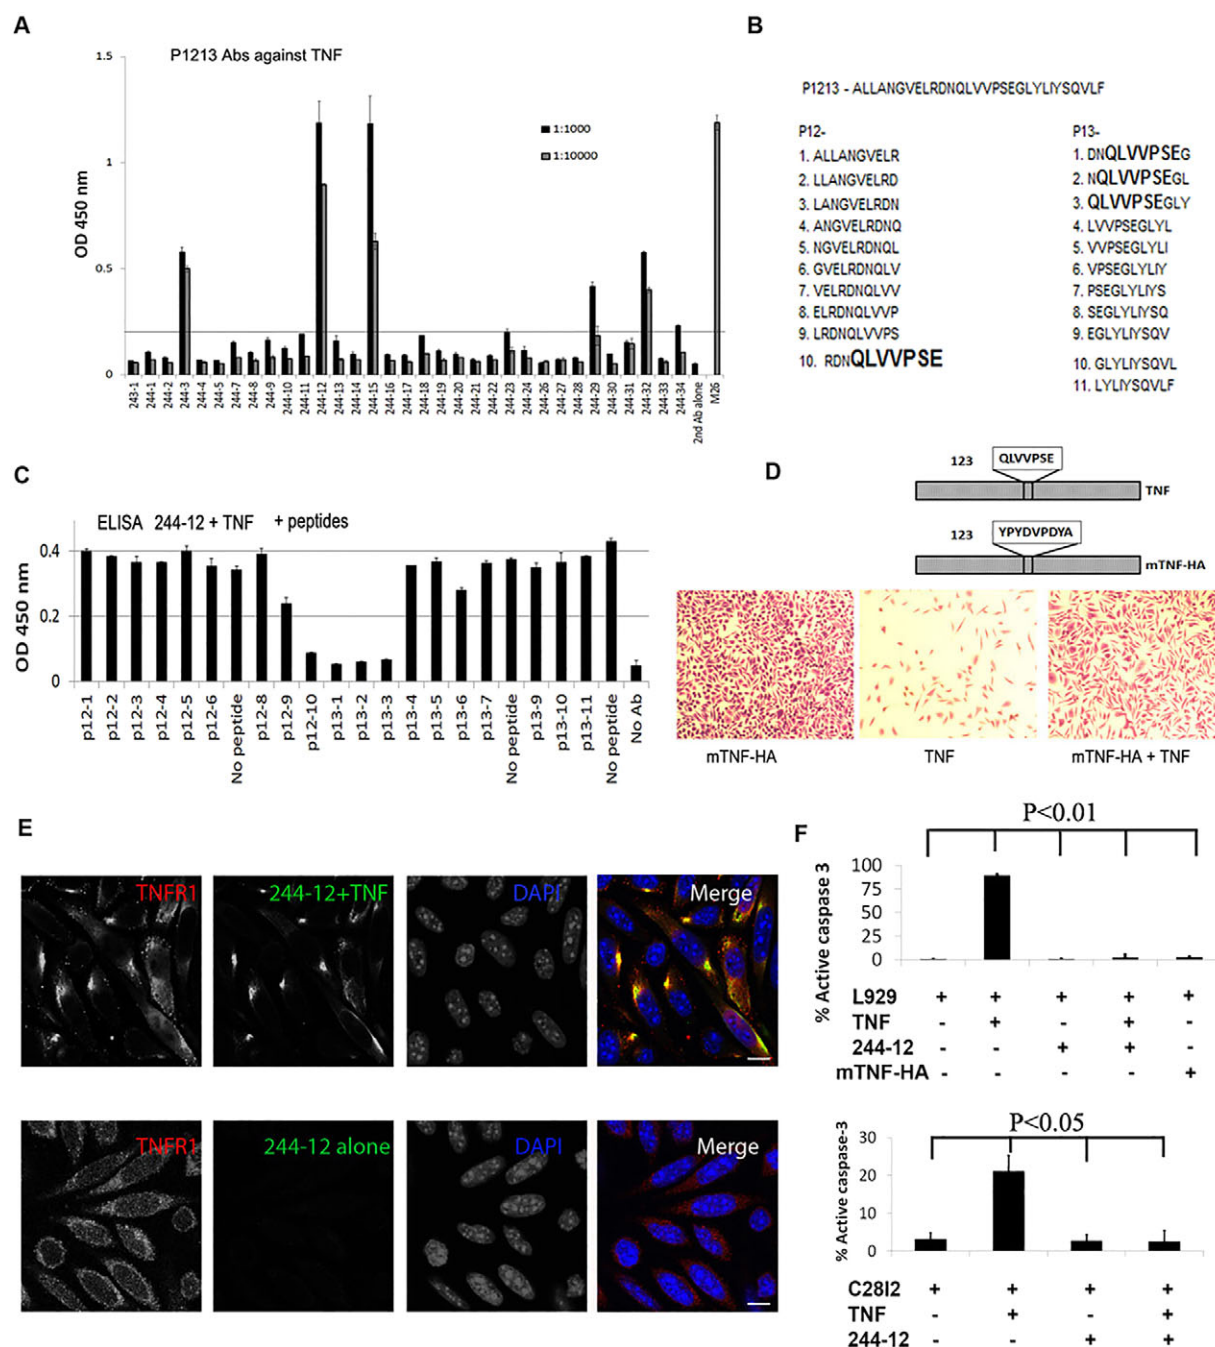 A
P1213 Abs against TNF
OD 450 nm
1.5
1
0.5
0
1:1000
1:10000
243-1
244-1
244-2
244-3
244-4
244-5
244-7
244-8
244-9
244-10
244-11
244-12
244-13
244-14
244-15
244-16
244-17
244-18
244-19
244-20
244-21
244-22
244-23
244-24
244-26
244-27
244-28
244-29
244-30
244-31
244-32
244-33
244-34
2nd Ab alone
M26
B
P1213 - ALLANGVELRDNQLVVPSEGLYLIYSQVLF
P12-
1. ALLANGVELR
2. LLANGVELRD
3. LANGVELRDN
4. ANGVELRDNQ
5. NGVELRDNQL
6. GVELRDNQLV
7. VELRDNQLVV
8. ELRDNQLVVP
9. LRDNQLVVPS
10. RDNQLVVPSE
P13-
1. DNQLVVPSEG
2. NQLVVPSEGL
3. QLVVPSEGLY
4. LVVPSEGLYL
5. VVPSEGLYLI
6. VPSEGLYLIY
7. PSEGLYLIYS
8. SEGLYLIYSQ
9. EGLYLIYSQV
10. GLYLIYSQVL
11. LYLIYSQVLF
C
ELISA 244-12 + TNF + peptides
OD 450 nm
0.4
0.2
0
p12-1
p12-2
p12-3
p12-4
p12-5
p12-6
No peptide
p12-8
p12-9
p12-10
p13-1
p13-2
p13-3
p13-4
p13-5
p13-6
p13-7
No peptide
p13-9
p13-10
p13-11
No peptide
No Ab
D
123 QLVVPSE
TNF
123 YPYDVPDYA
mTNF-HA
mTNF-HA TNF mTNF-HA + TNF
E
TNFR1 244-12+TNF DAPI Merge
TNFR1 244-12 alone DAPI Merge
F
P<0.01
% Active caspase 3
100
75
50
25
0
L929 + + + + +
TNF - + - + -
244-12 - - + + -
mTNF-HA - - - - +
P<0.05
% Active caspase-3
30
20
10
0
C28I2 + + + +
TNF - + - +
244-12 - - + +